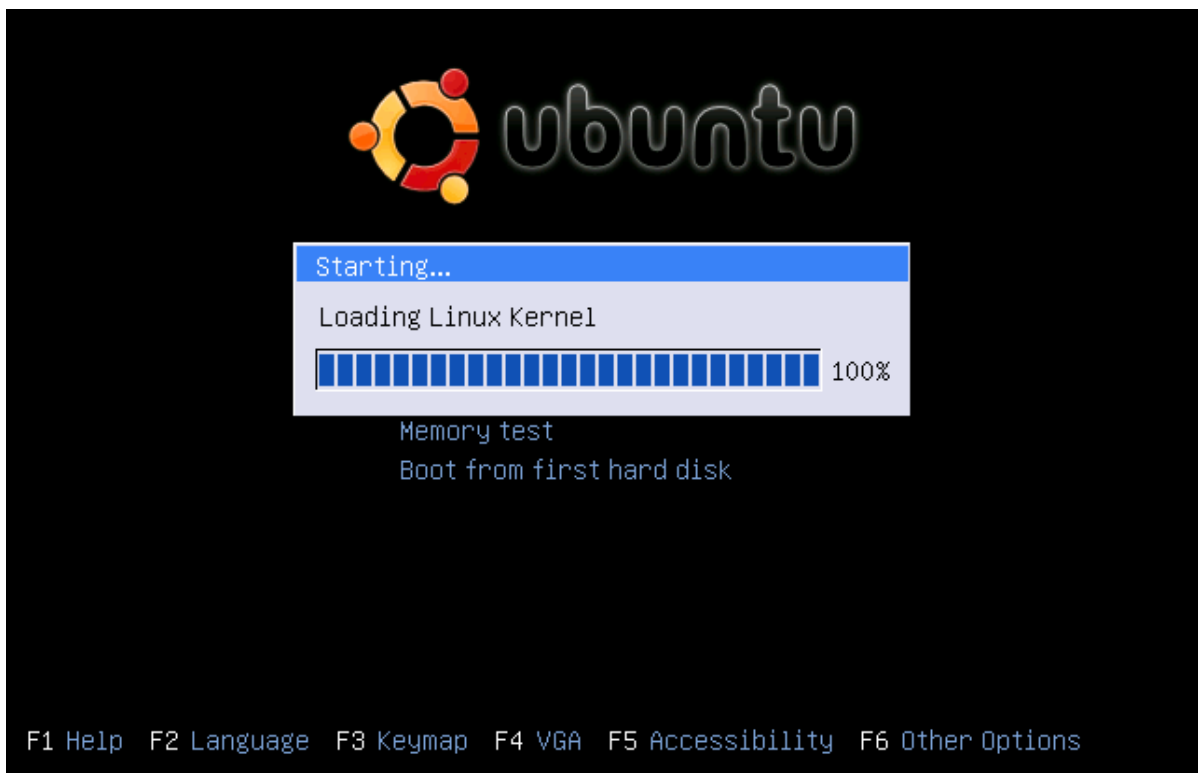 ubuntu
Starting...
Loading Linux Kernel
100%
Memory test
Boot from first hard disk
F1 Help F2 Language F3 Keymap F4 VGA F5 Accessibility F6 Other Options